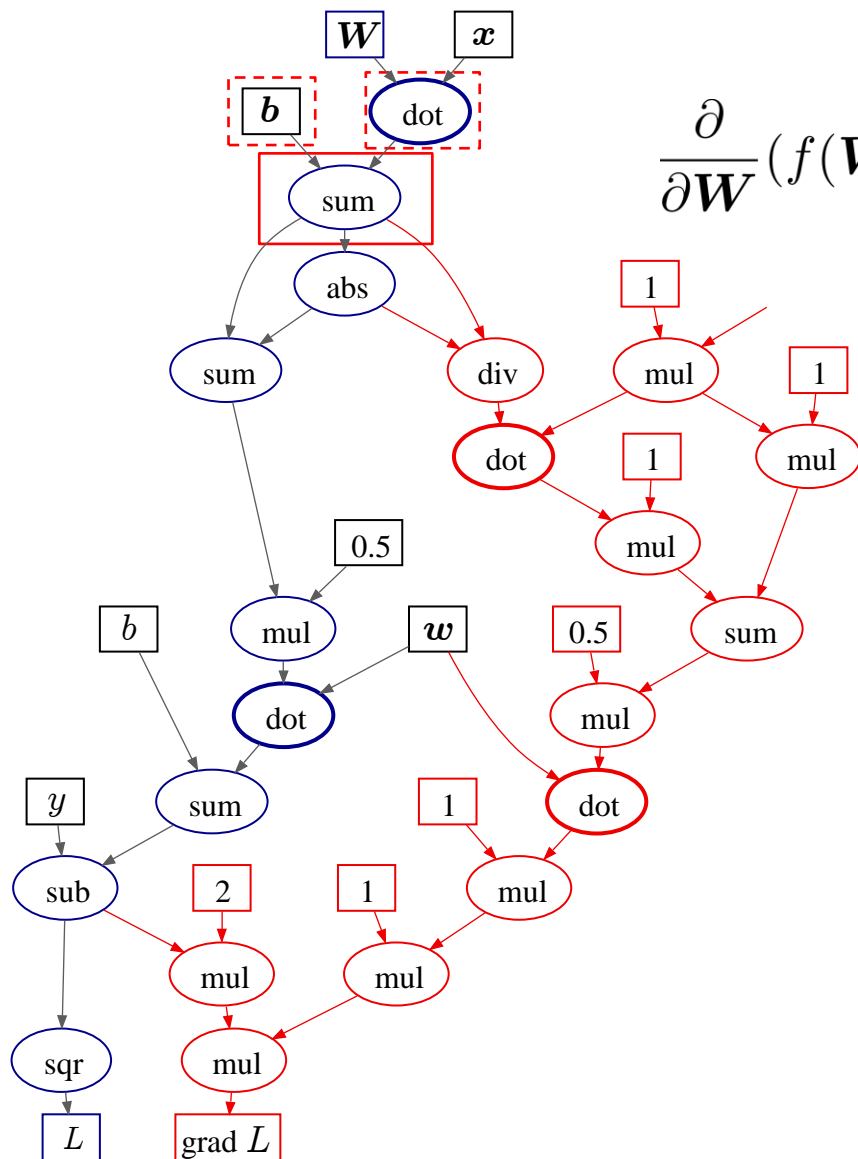 W x
b dot
∂/∂W (f(W
sum
abs 1
sum div mul 1
dot 1 mul
mul
0.5
b mul w 0.5 sum
dot mul
y sum 1 dot
sub 2 1 mul
mul mul
sqr mul
L grad L